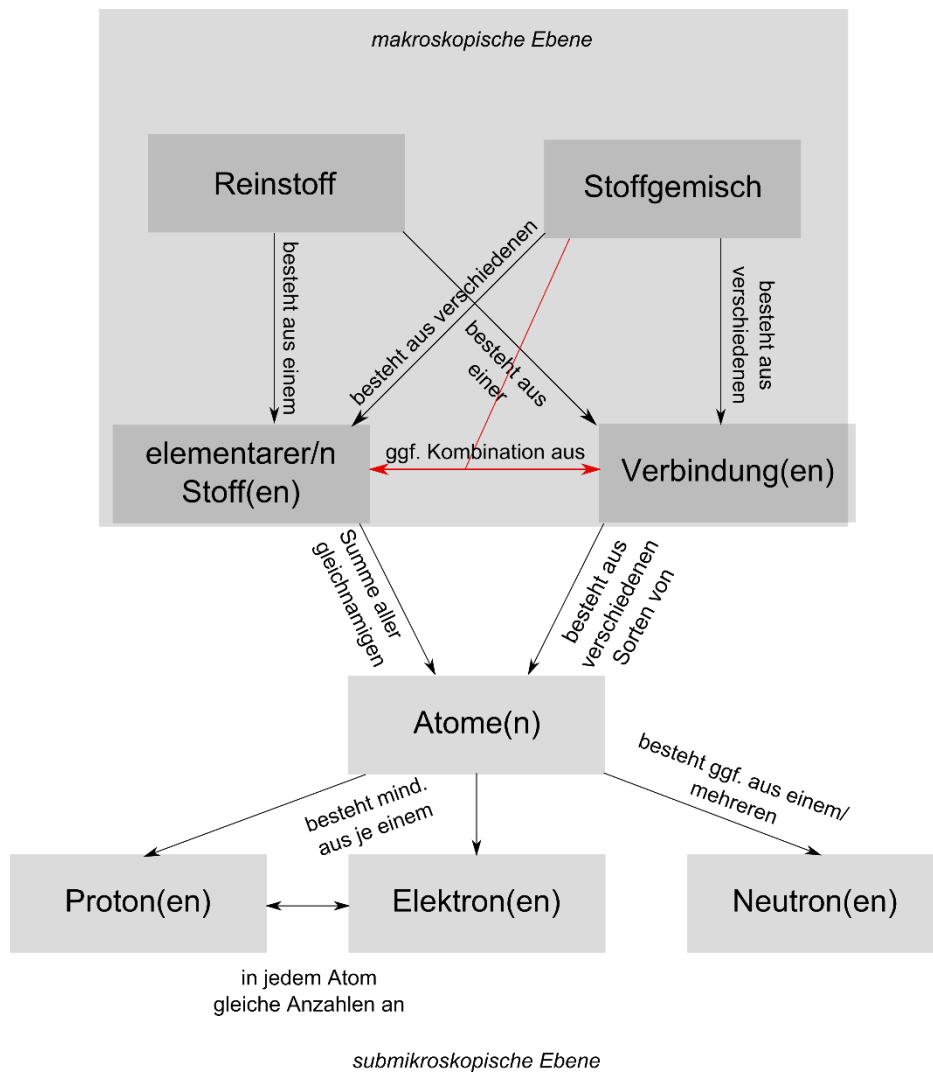 makroskopische Ebene
Reinstoff
Stoffgemisch
besteht aus einem
besteht aus verschiedenen
besteht aus
einer
besteht aus
verschiedenen
elementarer/n
Stoff(en)
ggf. Kombination aus
Verbindung(en)
Summe aller
gleichnamigen
besteht aus
verschiedenen
Sorten von
Atome(n)
besteht mind.
aus je einem
besteht ggf. aus einem/
mehreren
Proton(en)
Elektron(en)
Neutron(en)
in jedem Atom
gleiche Anzahlen an
submikroskopische Ebene